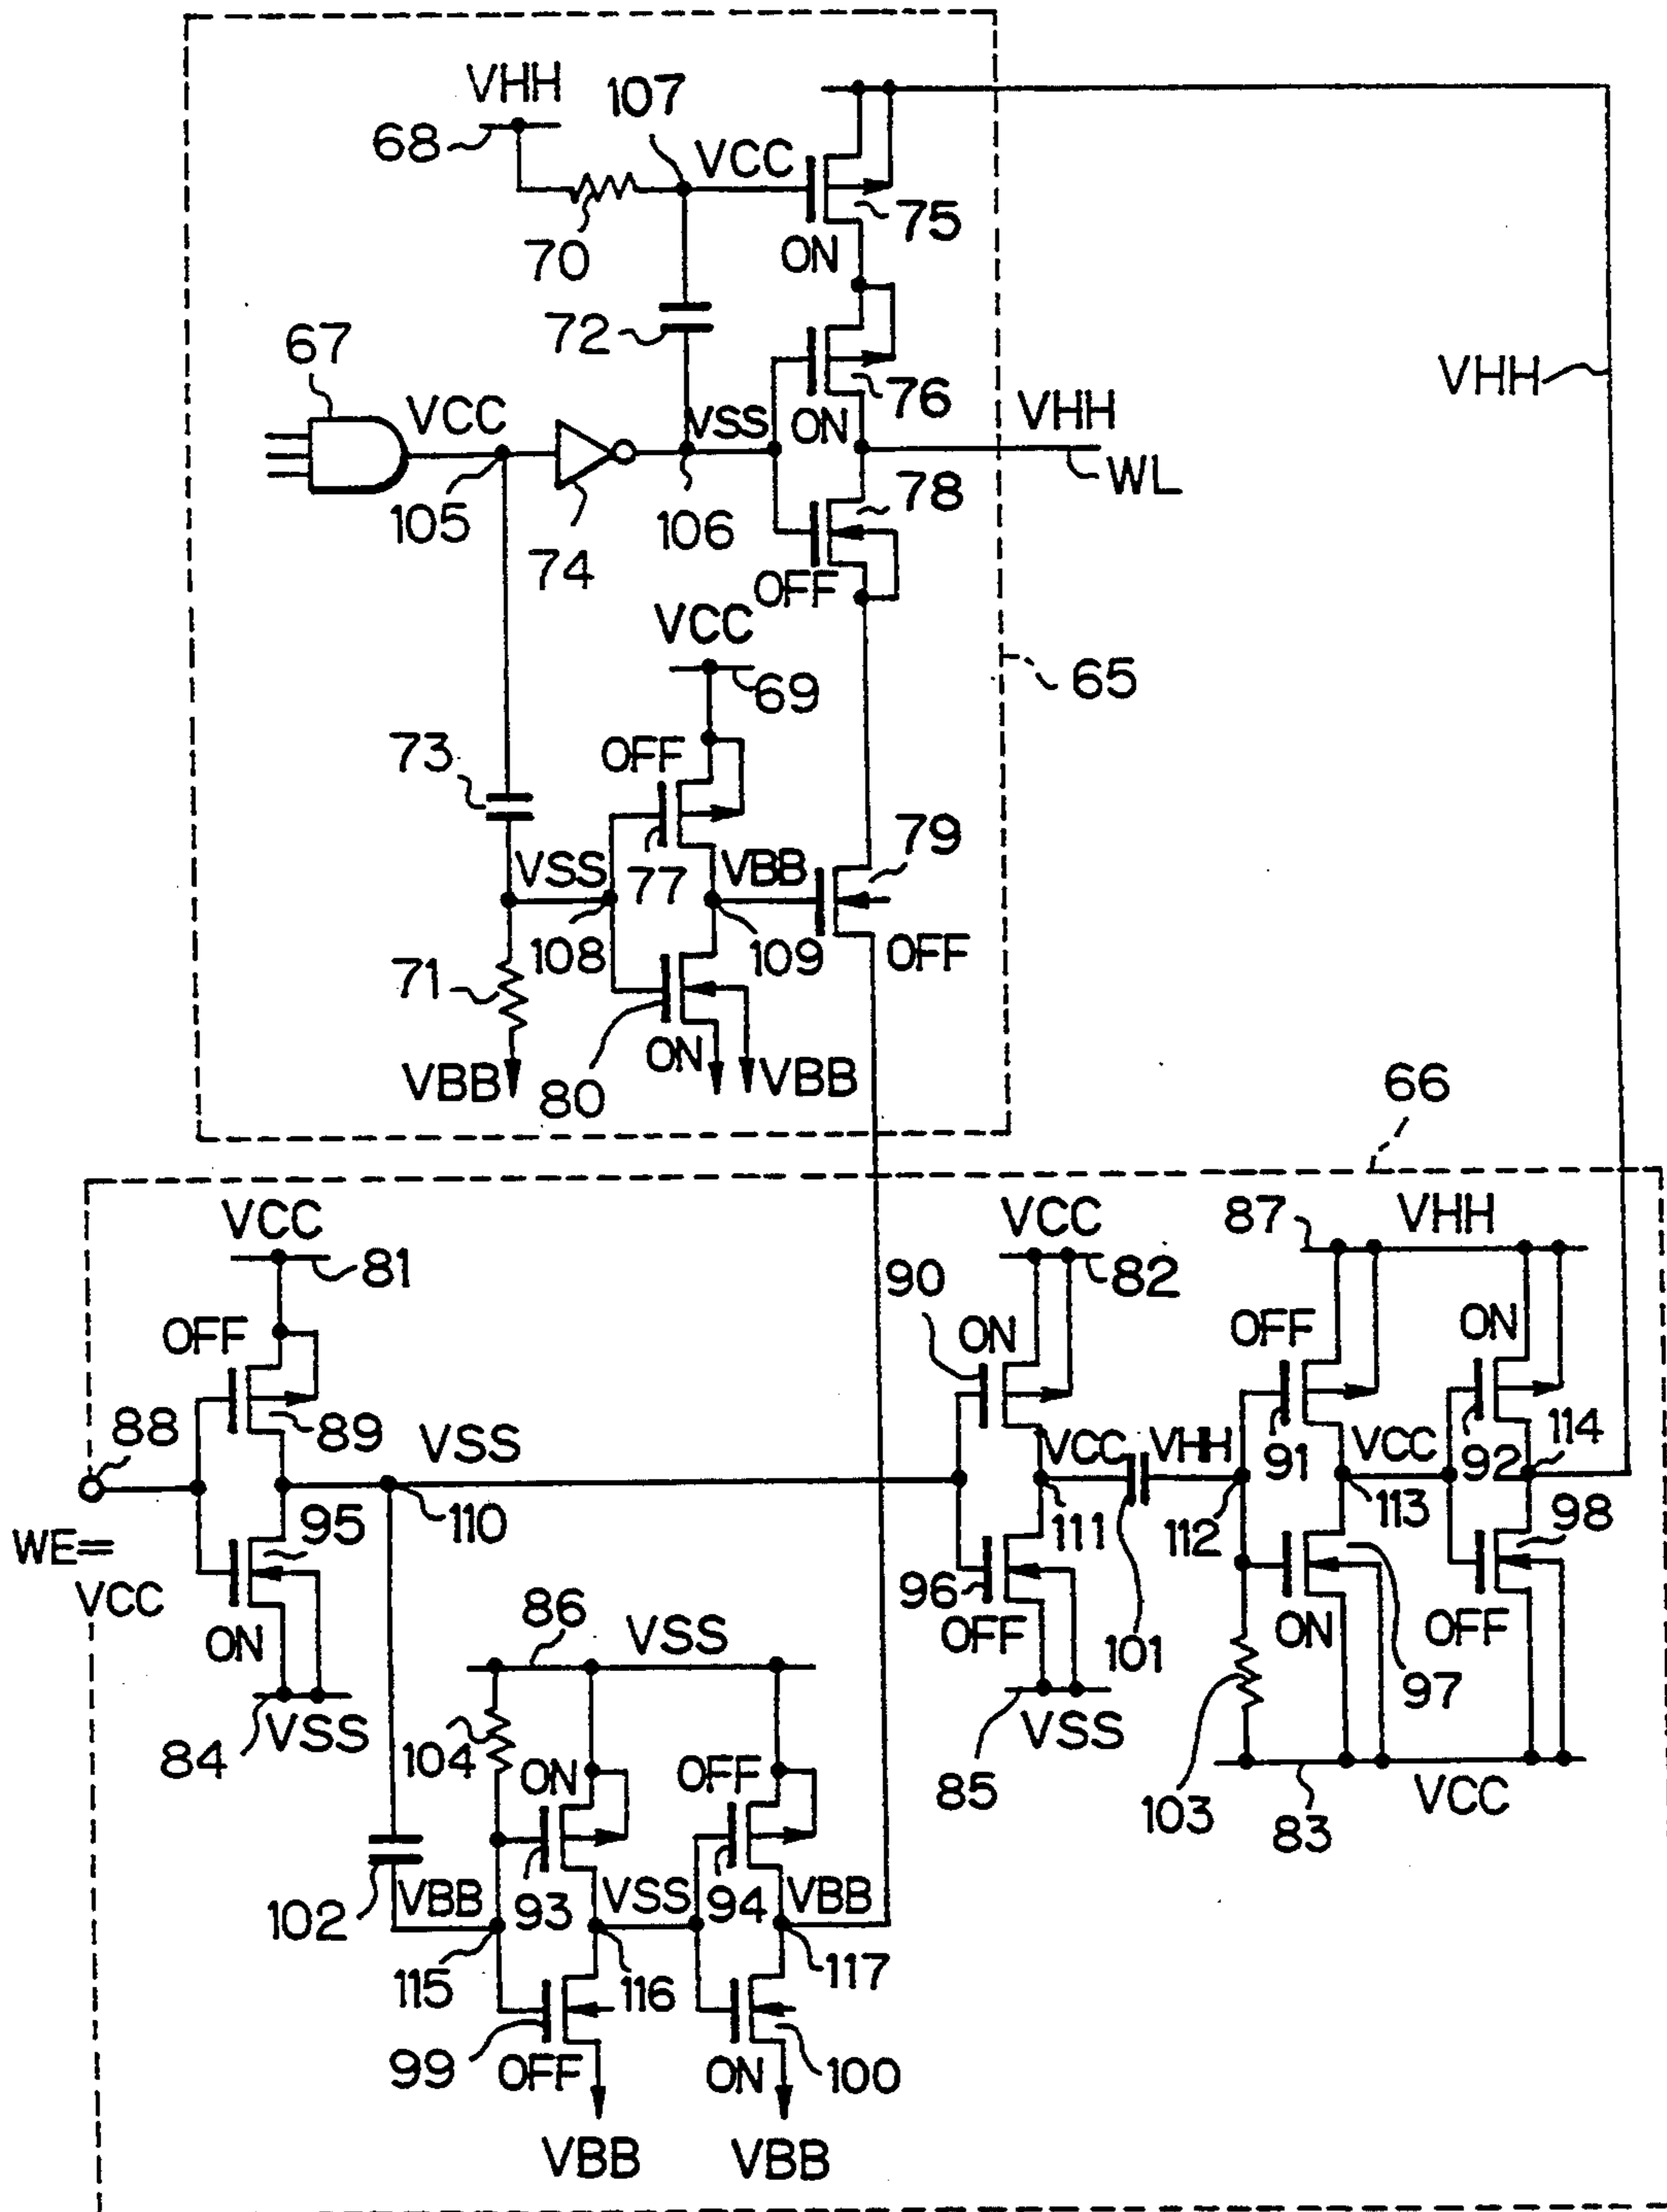 VHH
107
68
VCC
70
75
ON
72
67
VCC
VSS
76
ON
VHH
VHH
WL
105
74
106
78
OFF
VCC
69
65
73
OFF
79
VSS
77
VBB
108
109
OFF
71
VBB
80
ON
VBB
66
VCC
81
VCC
82
87
VHH
90
OFF
ON
OFF
ON
88
89
VSS
VCC
VHH
91
VCC
92
114
WE=
VCC
95
110
111
112
113
98
96
OFF
101
ON
OFF
97
ON
86
VSS
84
VSS
104
ON
OFF
85
VSS
103
83
VCC
102
VBB
93
VSS
94
VBB
115
116
117
99
OFF
ON
100
VBB
VBB